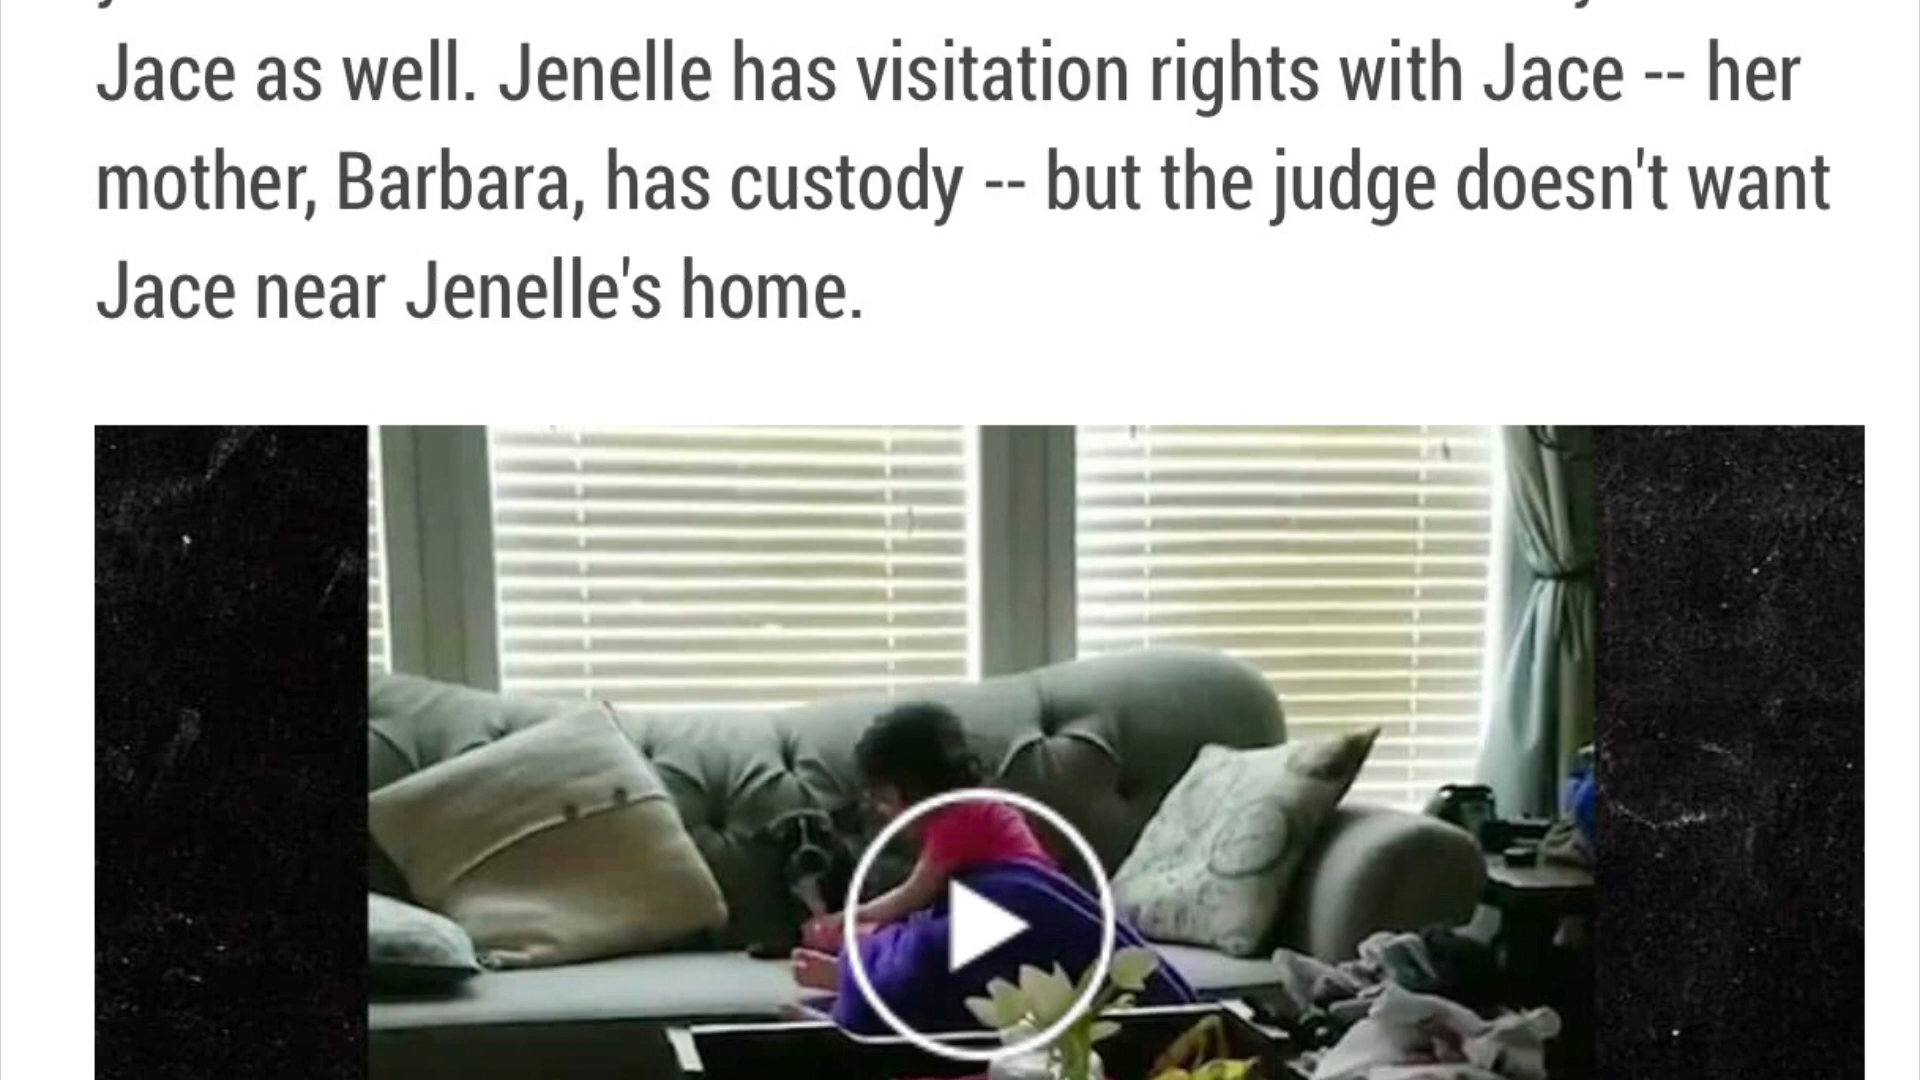 Jace as well. Jenelle has visitation rights with Jace -- her
mother, Barbara, has custody -- but the judge doesn't want
Jace near Jenelle's home.